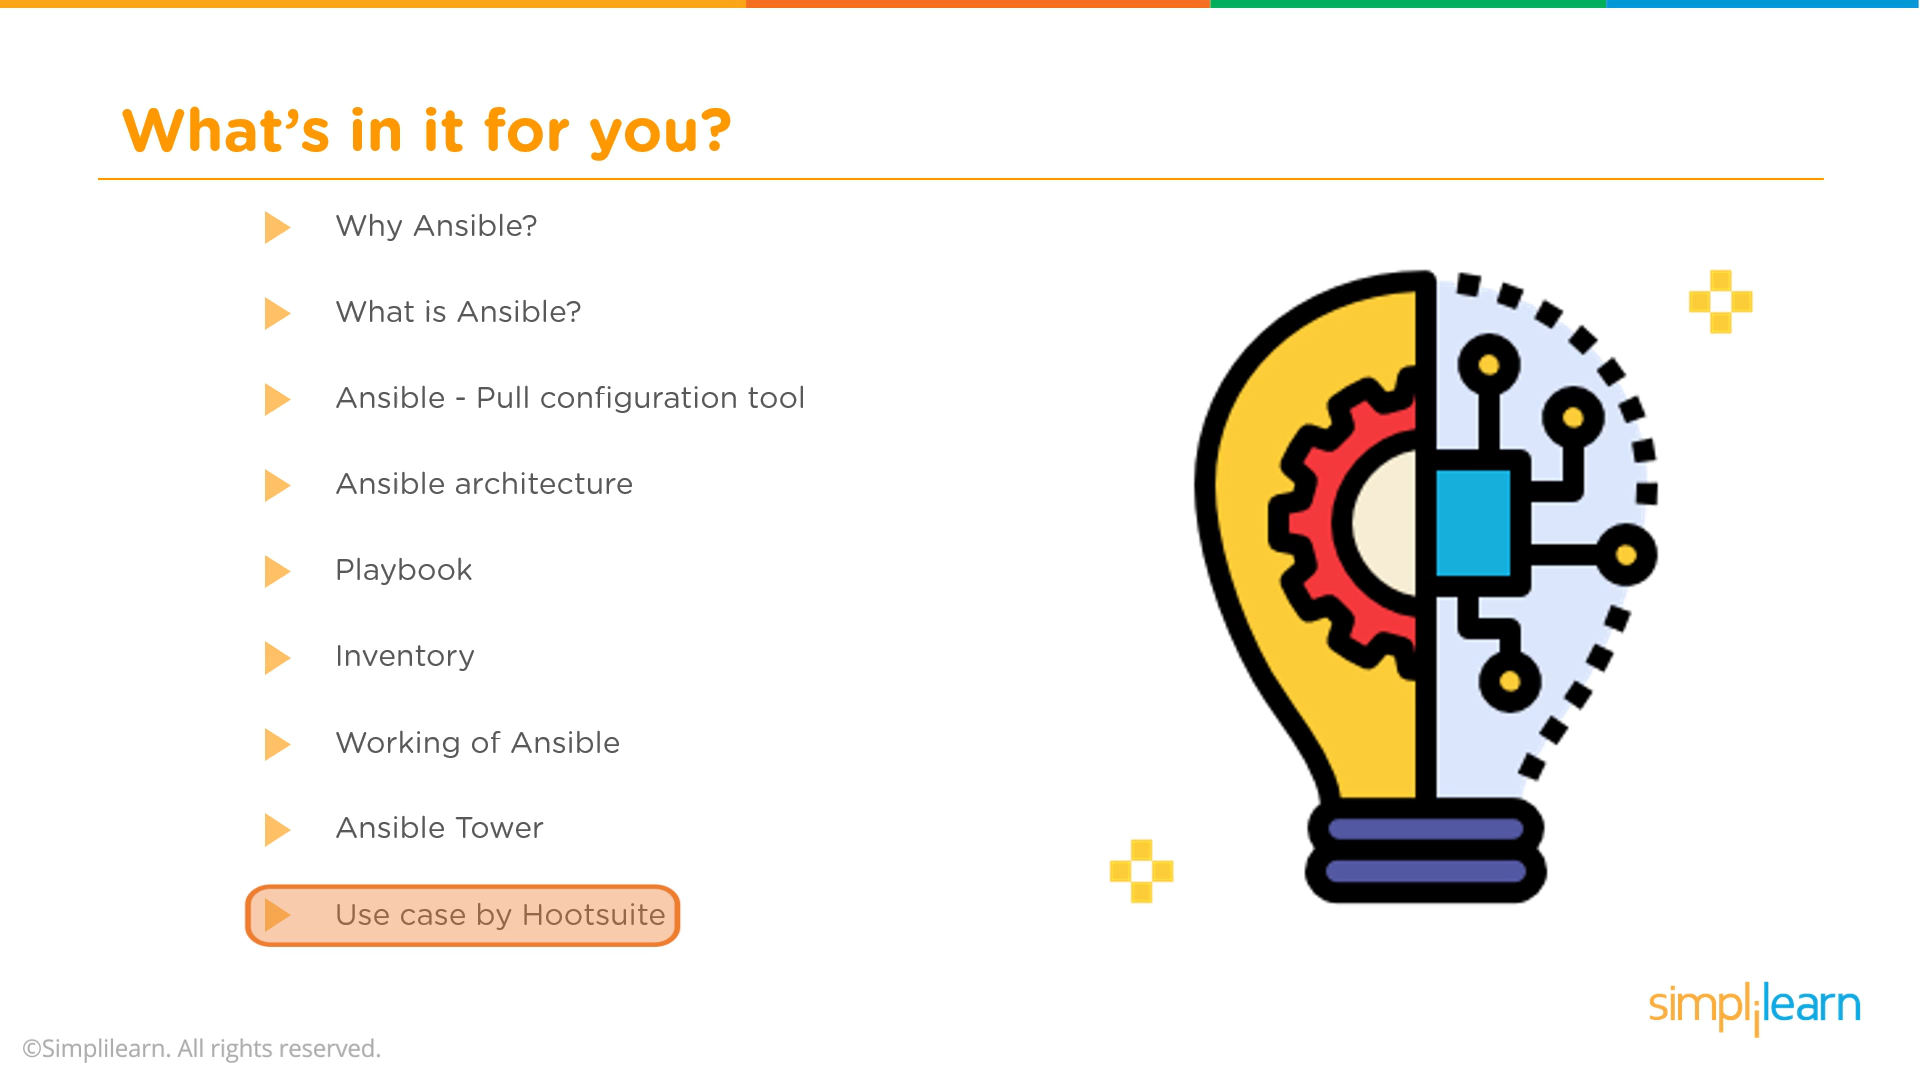 What’s in it for you?
Why Ansible?
What is Ansible?
Ansible - Pull configuration tool
Ansible architecture
Playbook
Inventory
Working of Ansible
Ansible Tower
Use case by Hootsuite
simplilearn
©Simplilearn. All rights reserved.